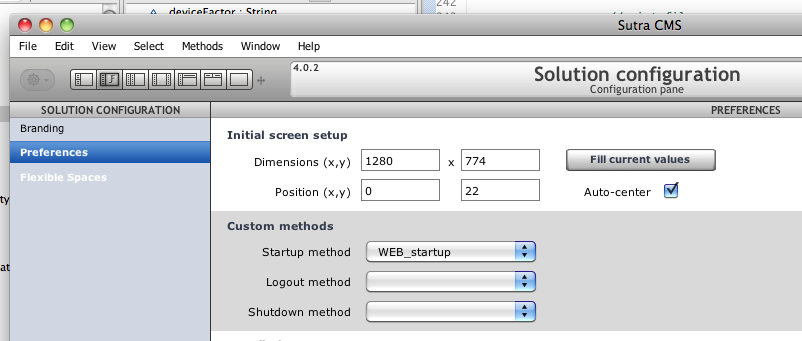 deviceFactor : String
242
Sutra CMS
File Edit View Select Methods Window Help
4.0.2
Solution configuration
Configuration pane
SOLUTION CONFIGURATION
PREFERENCES
Branding
Preferences
Flexible Spaces
Initial screen setup
Dimensions (x,y) 1280 x 774 Fill current values
Position (x,y) 0 22 Auto-center
Custom methods
Startup method WEB_startup
Logout method
Shutdown method
ty
at